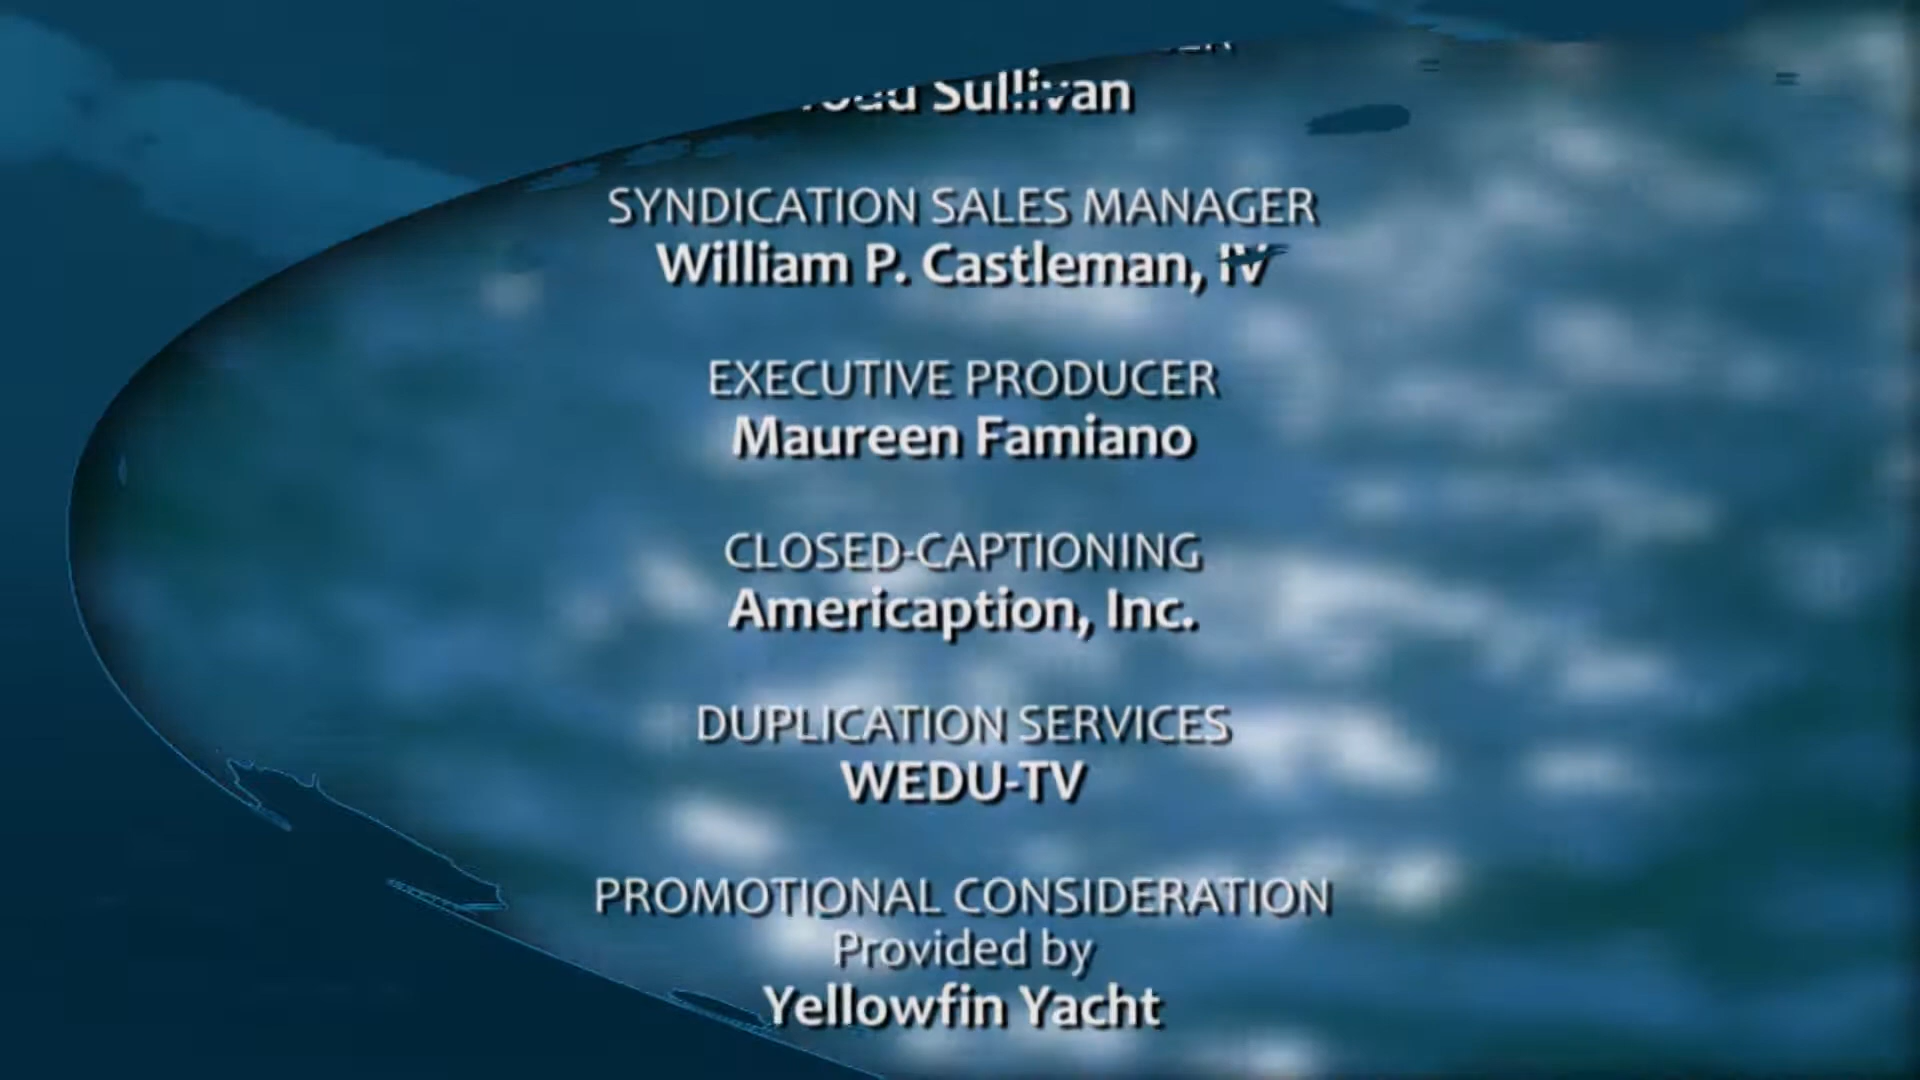 Todd Sullivan
SYNDICATION SALES MANAGER
William P. Castleman, IV
EXECUTIVE PRODUCER
Maureen Famiano
CLOSED-CAPTIONING
Americaption, Inc.
DUPLICATION SERVICES
WEDU-TV
PROMOTIONAL CONSIDERATION
Provided by
Yellowfin Yacht